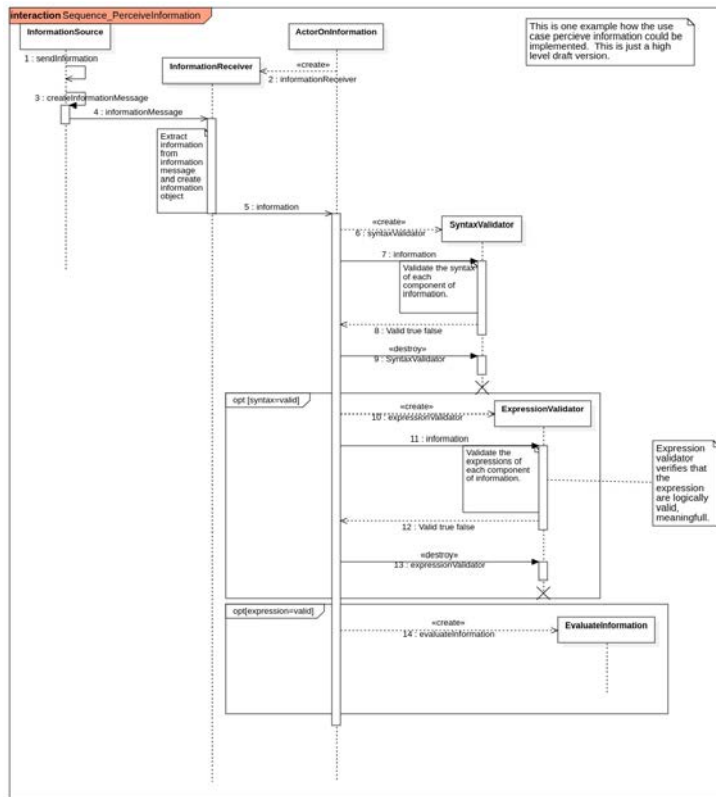 interaction Sequence_PerceiveInformation
InformationSource
ActorOnInformation
This is one example how the use
case percieve information could be
implemented. This is just a high
level draft version.
1 : sendInformation
InformationReceiver
«create»
2 : informationReceiver
3 : createInformationMessage
4 : informationMessage
Extract
information
from
information
message
and create
information
object
5 : information
«create»
6 : syntaxValidator
SyntaxValidator
7 : information
Validate the syntax
of each
component of
information.
8 : Valid true false
«destroy»
9 : SyntaxValidator
opt [syntax=valid]
«create»
10 : expressionValidator
ExpressionValidator
11 : information
Validate the
expressions of
each component
of information.
Expression
validator
verifies that
the
expression
are logically
valid,
meaningfull.
12 : Valid true false
«destroy»
13 : expressionValidator
opt[expression=valid]
«create»
14 : evaluateInformation
EvaluateInformation